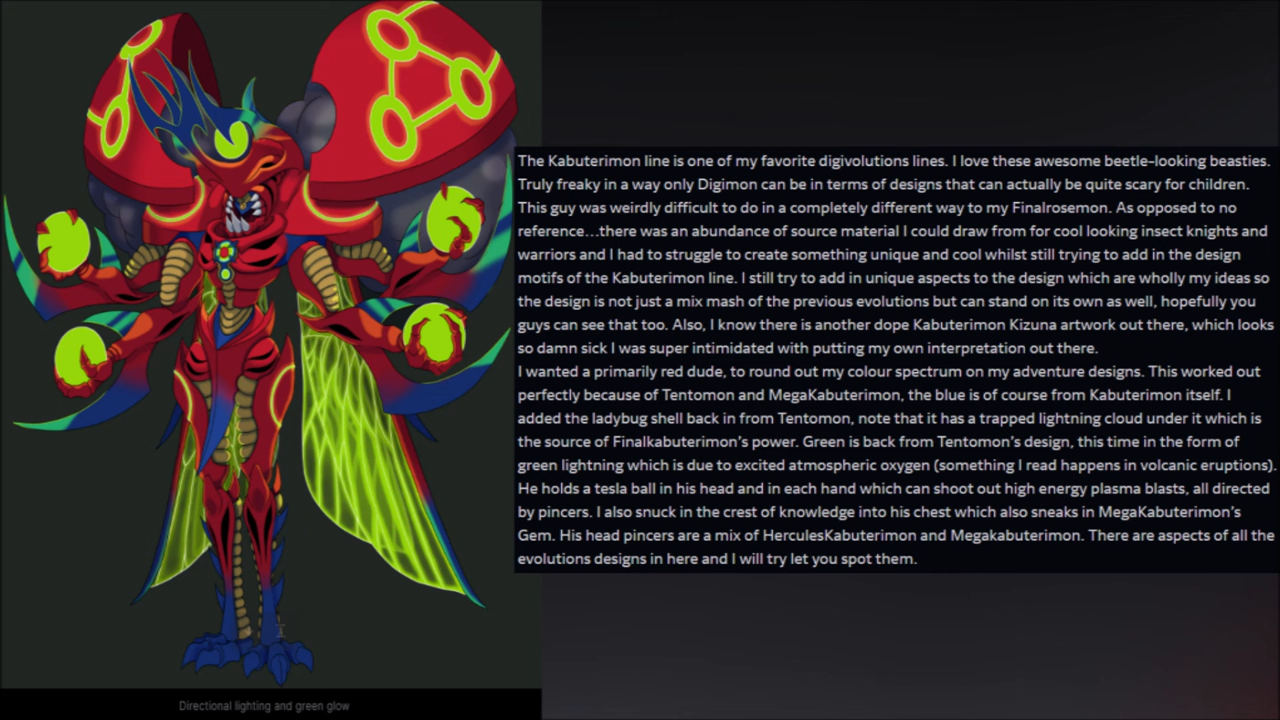 The Kabuterimon line is one of my favorite digivolutions lines. I love these awesome beetle-looking beasties.
Truly freaky in a way only Digimon can be in terms of designs that can actually be quite scary for children.
This guy was weirdly difficult to do in a completely different way to my Finalrosemon. As opposed to no
reference...there was an abundance of source material I could draw from for cool looking insect knights and
warriors and I had to struggle to create something unique and cool whilst still trying to add in the design
motifs of the Kabuterimon line. I still try to add in unique aspects to the design which are wholly my ideas so
the design is not just a mix mash of the previous evolutions but can stand on its own as well, hopefully you
guys can see that too. Also, I know there is another dope Kabuterimon Kizuna artwork out there, which looks
so damn sick I was super intimidated with putting my own interpretation out there.
I wanted a primarily red dude, to round out my colour spectrum on my adventure designs. This worked out
perfectly because of Tentomon and MegaKabuterimon, the blue is of course from Kabuterimon itself. I
added the ladybug shell back in from Tentomon, note that it has a trapped lightning cloud under it which is
the source of Finalkabuterimon's power. Green is back from Tentomon's design, this time in the form of
green lightning which is due to excited atmospheric oxygen (something I read happens in volcanic eruptions).
He holds a tesla ball in his head and in each hand which can shoot out high energy plasma blasts, all directed
by pincers. I also snuck in the crest of knowledge into his chest which also sneaks in MegaKabuterimon's
Gem. His head pincers are a mix of HerculesKabuterimon and Megakabuterimon. There are aspects of all the
evolutions designs in here and I will try let you spot them.
Directional lighting and green glow